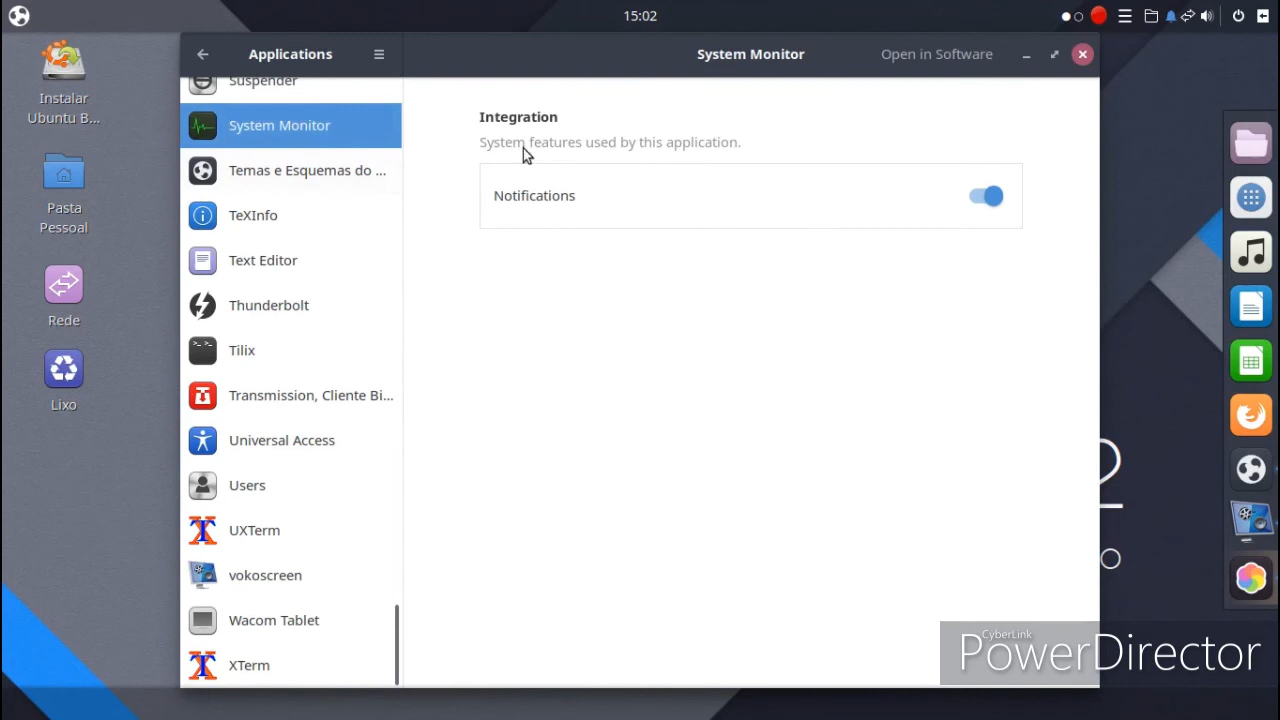 15:02
Applications
System Monitor
Open in Software
Instalar
Ubuntu B...
Pasta
Pessoal
Rede
Lixo
Suspender
System Monitor
Temas e Esquemas do ...
TeXInfo
Text Editor
Thunderbolt
Tilix
Transmission, Cliente Bi...
Universal Access
Users
UXTerm
vokoscreen
Wacom Tablet
XTerm
Integration
System features used by this application.
Notifications
2
CyberLink
PowerDirector